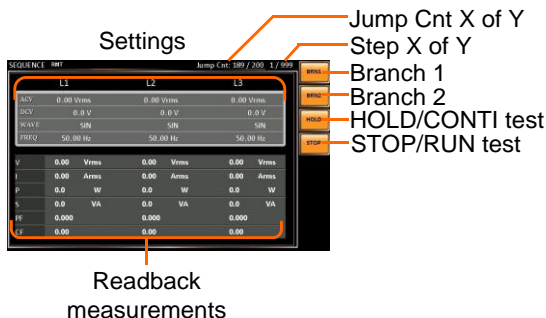 Jump Cnt X of Y
Settings
Step X of Y
SEQUENCE RMT Jump Cnt: 189 / 200 1 / 999
BRN1
Branch 1
L1 L2 L3
ACV 0.00 Vrms 0.00 Vrms 0.00 Vrms
BRN2
Branch 2
DCV 0.0 V 0.0 V 0.0 V
HOLD
HOLD/CONTI test
WAVE SIN SIN SIN
FREQ 50.00 Hz 50.00 Hz 50.00 Hz
STOP
STOP/RUN test
V 0.00 Vrms 0.00 Vrms 0.00 Vrms
I 0.00 Arms 0.00 Arms 0.00 Arms
P 0.0 W 0.0 W 0.0 W
S 0.0 VA 0.0 VA 0.0 VA
PF 0.000 0.000 0.000
CF 0.00 0.00 0.00
Readback
measurements